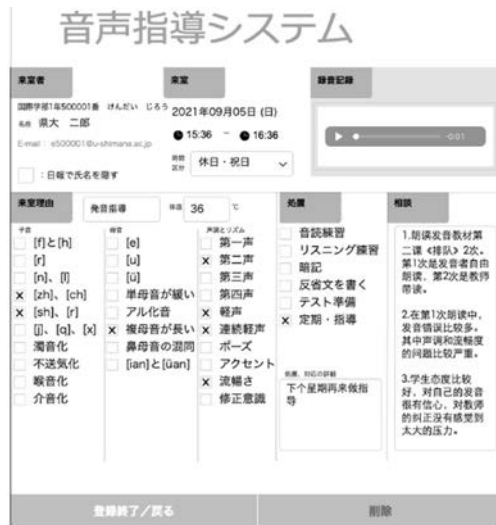 音声指導システム
来室者
来室
録音記録
国際学部1年500001番 けんだい じろう
名前 県大 二郎
E-mail： e500001@u-shimane.ac.jp
：日報で氏名を隠す
2021年09月05日 (日)
15:36 ~ 16:36
時間区分 休日・祝日
-0:01
来室理由
発音指導
体温 36 ℃
処置
相談
子音
[f]と[h]
[r]
[n]、[l]
x [zh]、[ch]
x [sh]、[r]
[j]、[q]、[x]
濁音化
不送気化
喉音化
介音化
母音
[e]
[u]
[ü]
単母音が緩い
アル化音
x 複母音が長い
鼻母音の混同
[ian]と[üan]
声調とリズム
第一声
x 第二声
第三声
第四声
x 軽声
x 連続軽声
ポーズ
アクセント
x 流暢さ
修正意識
音読練習
リスニング練習
暗記
反省文を書く
テスト準備
x 定期・指導
処置、対応の詳細
下个星期再来做指
导
1.朗读发音教材第
二课《排队》2次。
第1次是发音者自由
朗读，第2次是教师
带读。
2.在第1次朗读中，
发音错误比较多。
其中声调和流畅度
的问题比较严重。
3.学生态度比较
好，对自己的发音
很有信心，对教师
的纠正没有感觉到
太大的压力。
登録終了／戻る
削除